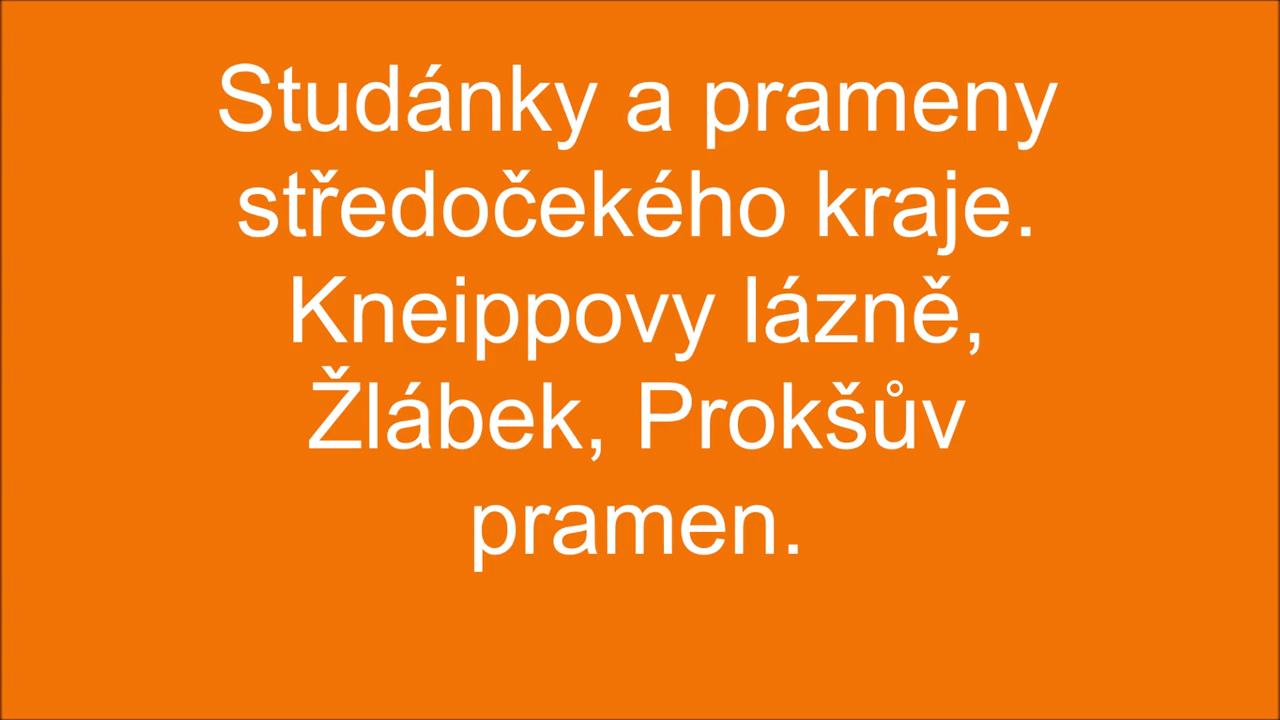 Studánky a prameny
středočekého kraje.
Kneippovy lázně,
Žlábek, Prokšův
pramen.